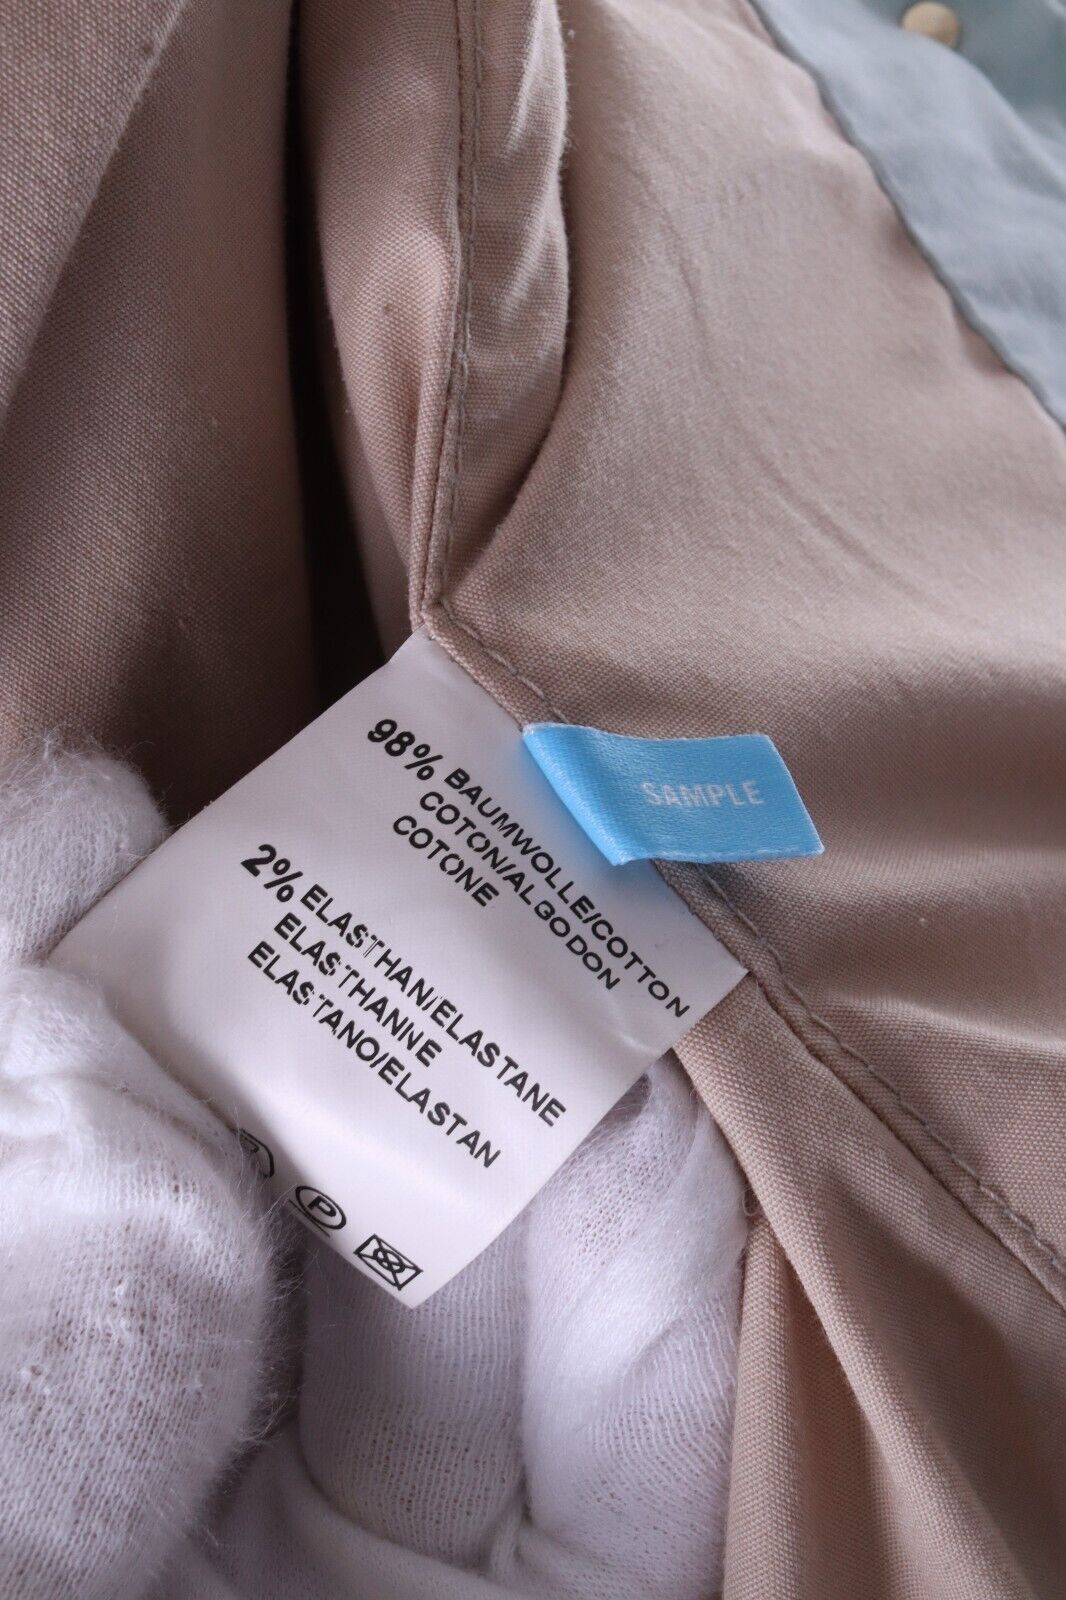 98% BAUMWOLLE/COTTON
COTON/ALGODON
COTONE
2% ELASTHAN/ELASTANE
ELASTHANNE
ELASTANO/ELASTAN
P
SAMPLE